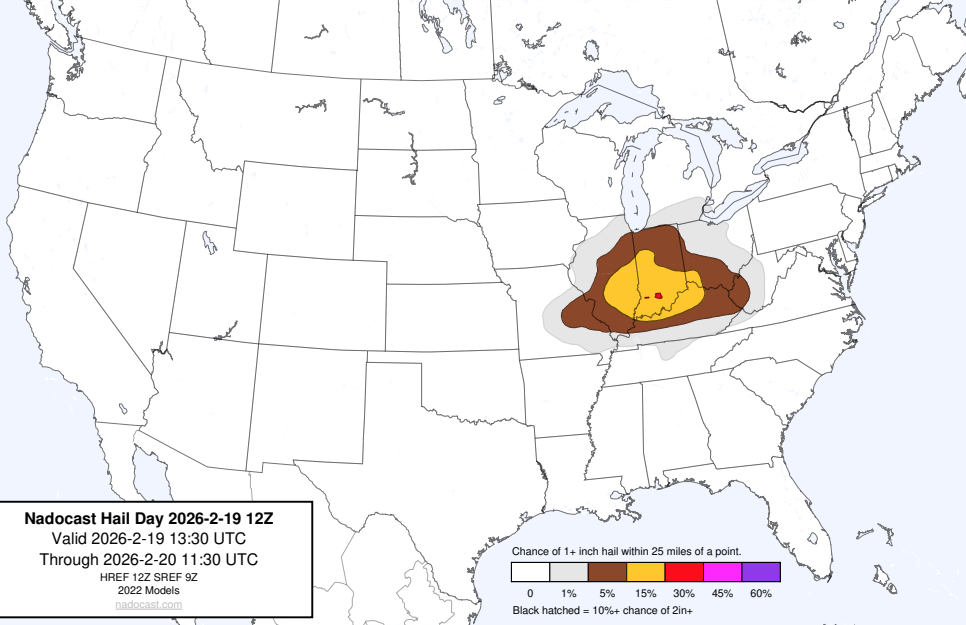 Nadocast Hail Day 2026-2-19 12Z
Valid 2026-2-19 13:30 UTC
Through 2026-2-20 11:30 UTC
HREF 12Z SREF 9Z
2022 Models
nadocast.com
Chance of 1+ inch hail within 25 miles of a point.
0 1% 5% 15% 30% 45% 60%
Black hatched = 10%+ chance of 2in+